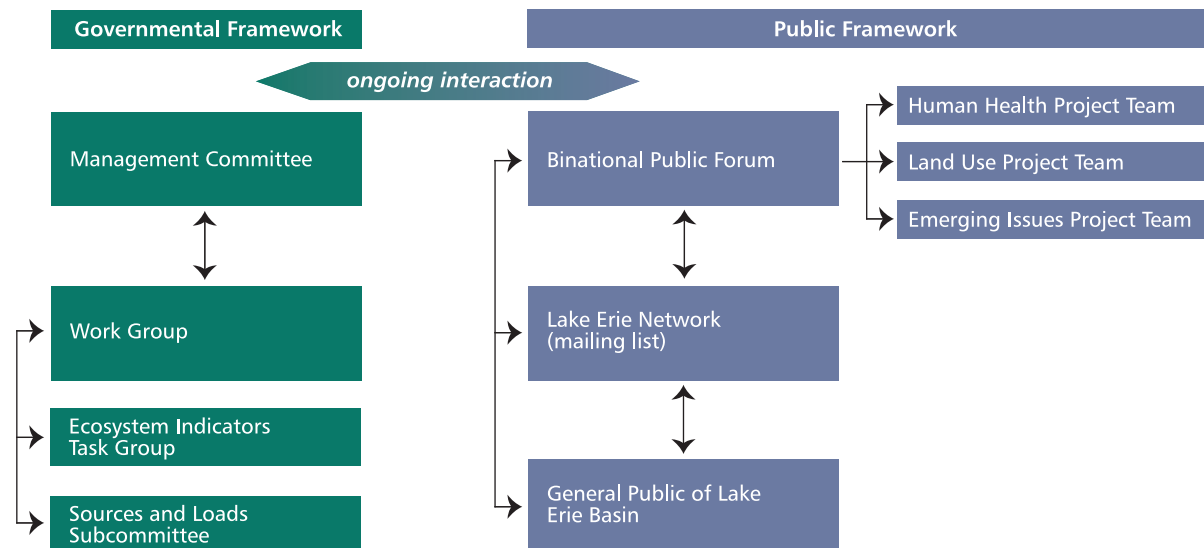 Governmental Framework
Public Framework
ongoing interaction
Management Committee
Work Group
Ecosystem Indicators
Task Group
Sources and Loads
Subcommittee
Binational Public Forum
Lake Erie Network
(mailing list)
General Public of Lake
Erie Basin
Human Health Project Team
Land Use Project Team
Emerging Issues Project Team